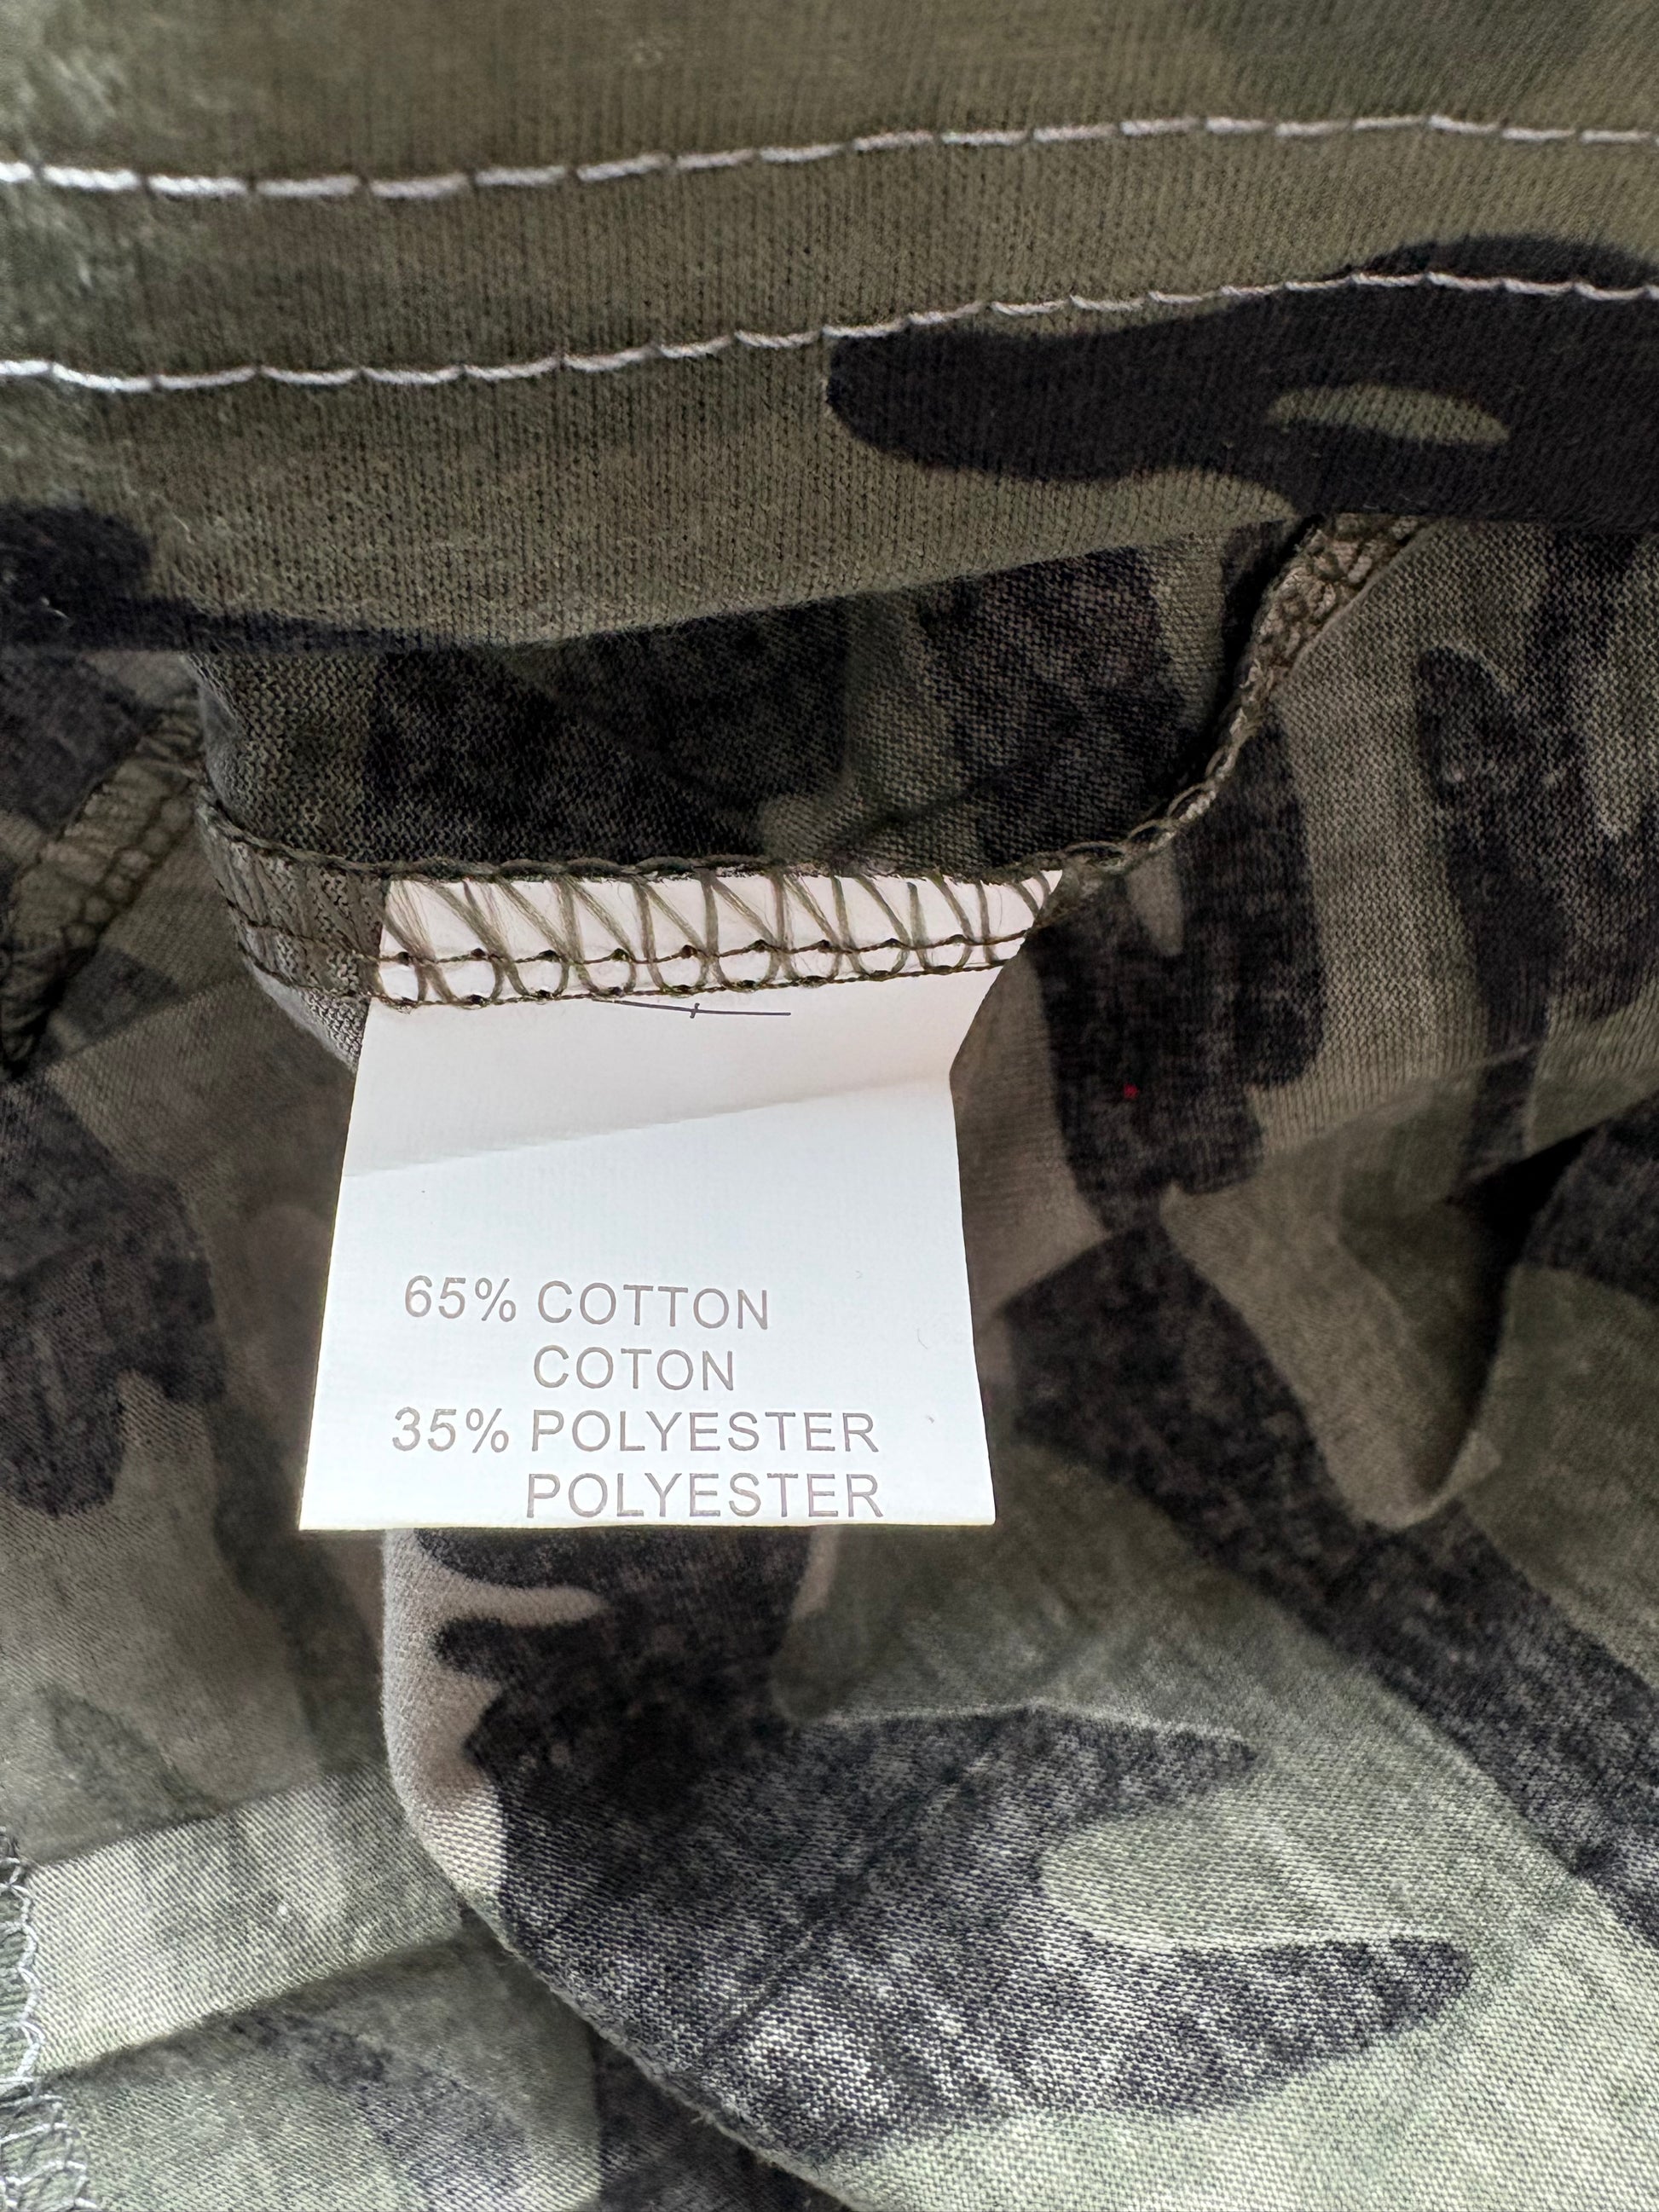 65% COTTON
COTON
35% POLYESTER
POLYESTER